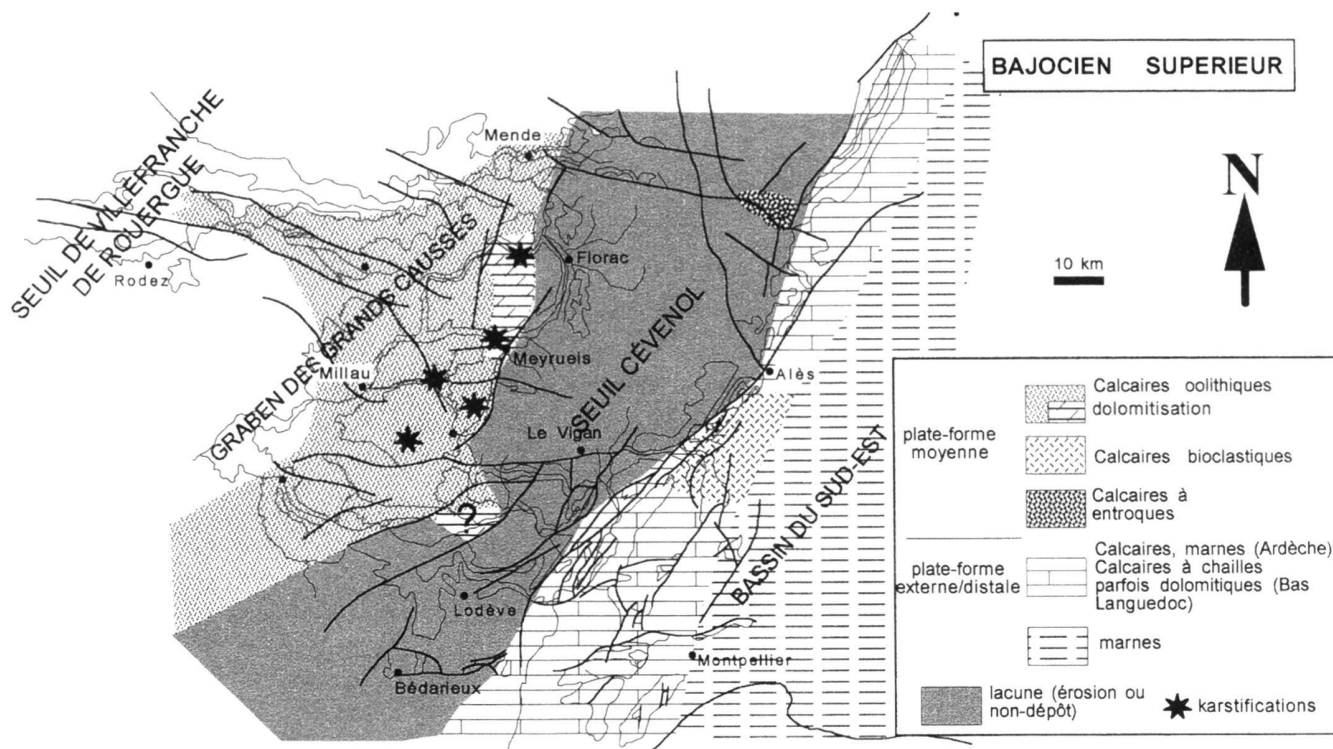 BAJOCIEN SUPERIEUR
N
10 km
SEUIL DE VILLEFRANCHE
DE ROUERGUE
Mende
Rodez
Florac
GRABEN DES GRANDS CAUSSES
Meyrueis
Millau
SEUIL CÉVENOL
Alès
Le Vigan
?
BASSIN DU SUD-EST
Lodève
Bédarieux
Montpellier
plate-forme
moyenne
Calcaires oolithiques
dolomitisation
Calcaires bioclastiques
Calcaires à
entroques
plate-forme
externe/distale
Calcaires, marnes (Ardèche)
Calcaires à chailles
parfois dolomitiques (Bas
Languedoc)
marnes
lacune (érosion ou
non-dépôt)
karstifications